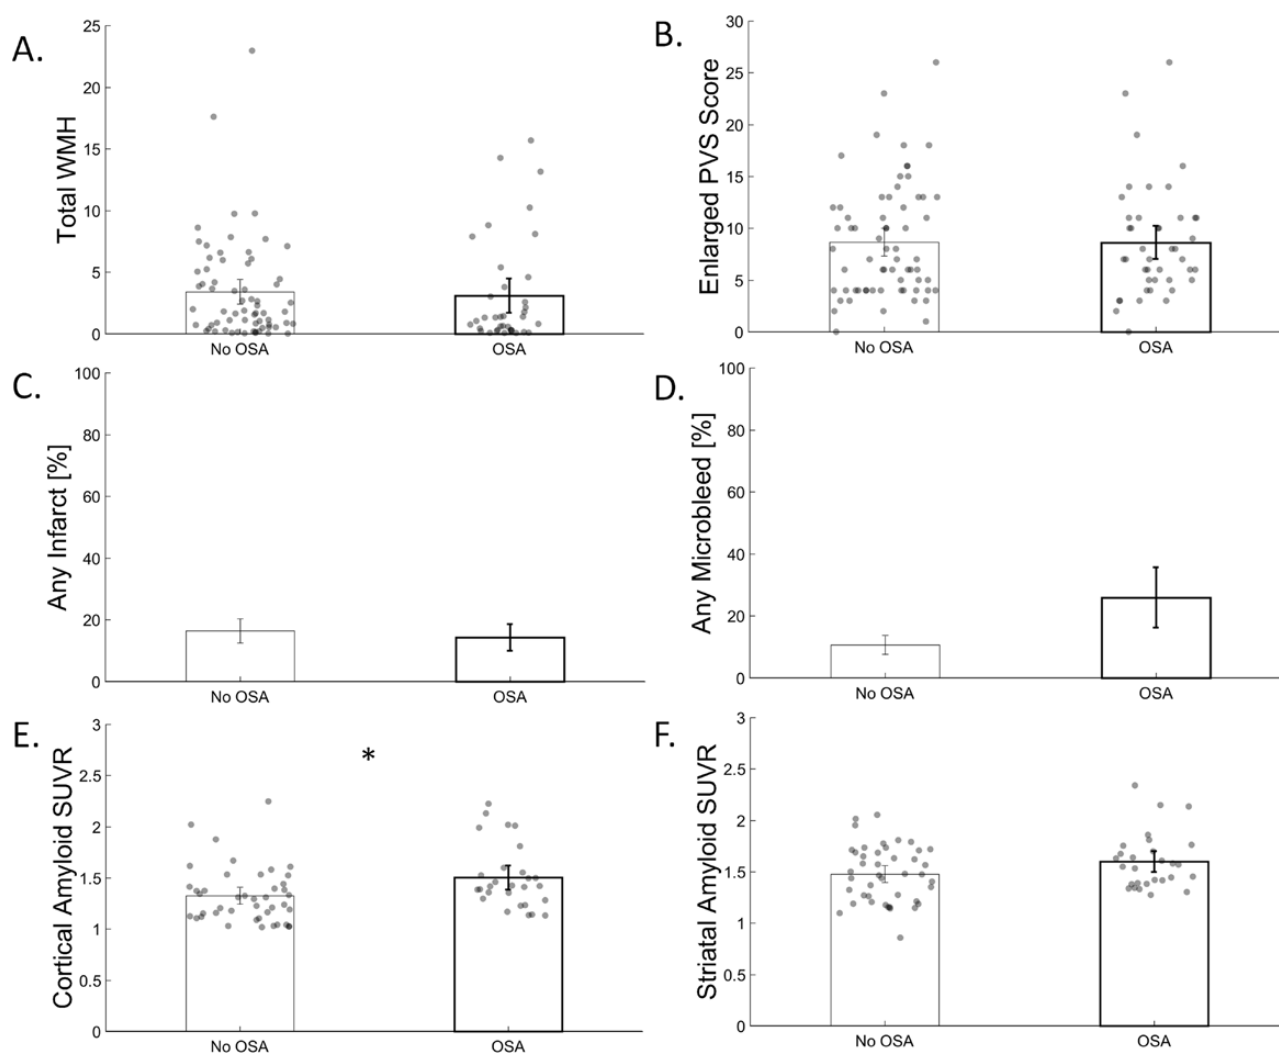 A.
Total WMH
25
20
15
10
5
0
No OSA
OSA
B.
Enlarged PVS Score
30
25
20
15
10
5
0
No OSA
OSA
C.
Any Infarct [%]
100
80
60
40
20
0
No OSA
OSA
D.
Any Microbleed [%]
100
80
60
40
20
0
No OSA
OSA
E.
Cortical Amyloid SUVR
3
2.5
2
1.5
1
0.5
0
*
No OSA
OSA
F.
Striatal Amyloid SUVR
3
2.5
2
1.5
1
0.5
0
No OSA
OSA